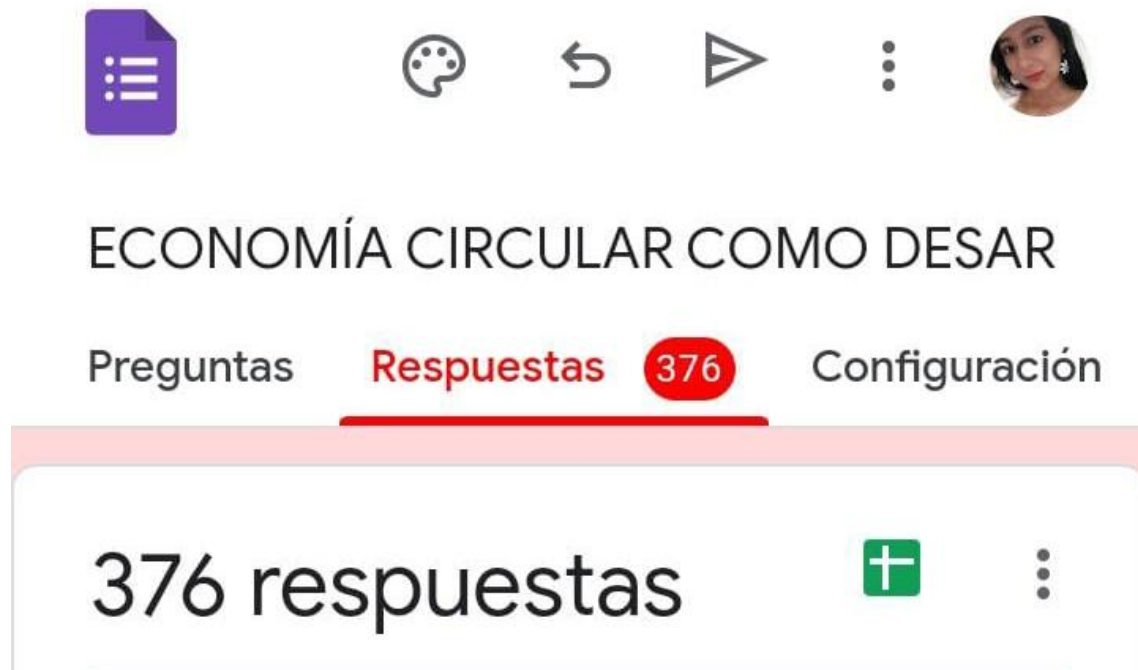 ECONOMÍA CIRCULAR COMO DESAR
Preguntas Respuestas 376 Configuración
376 respuestas